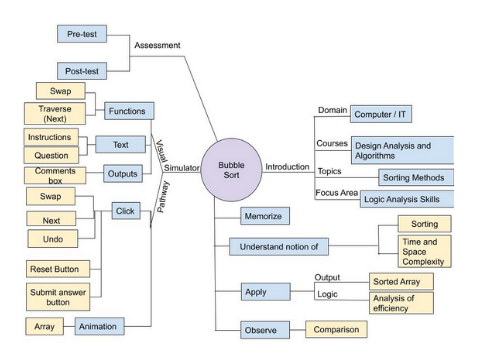 Pre-test
Assessment
Post-test
Swap
Functions
Traverse
(Next)
Instructions
Text
Question
Comments
box
Outputs
Visual
Simulator
Pathway
Swap
Click
Next
Undo
Reset Button
Submit answer
button
Array
Animation
Bubble
Sort
Introduction
Domain
Computer / IT
Courses
Design Analysis and
Algorithms
Topics
Sorting Methods
Focus Area
Logic Analysis Skills
Memorize
Understand notion of
Sorting
Time and
Space
Complexity
Apply
Output
Sorted Array
Logic
Analysis of
efficiency
Observe
Comparison